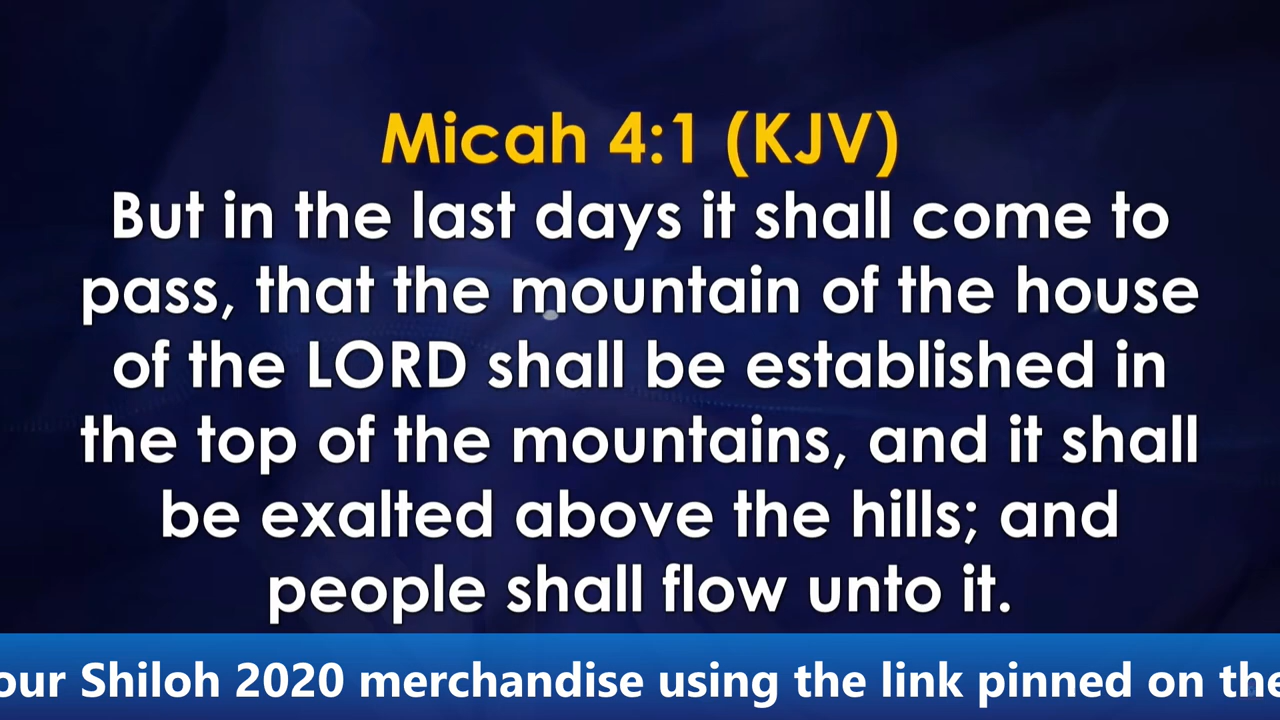 Micah 4:1 (KJV)
But in the last days it shall come to
pass, that the mountain of the house
of the LORD shall be established in
the top of the mountains, and it shall
be exalted above the hills; and
people shall flow unto it.
our Shiloh 2020 merchandise using the link pinned on the